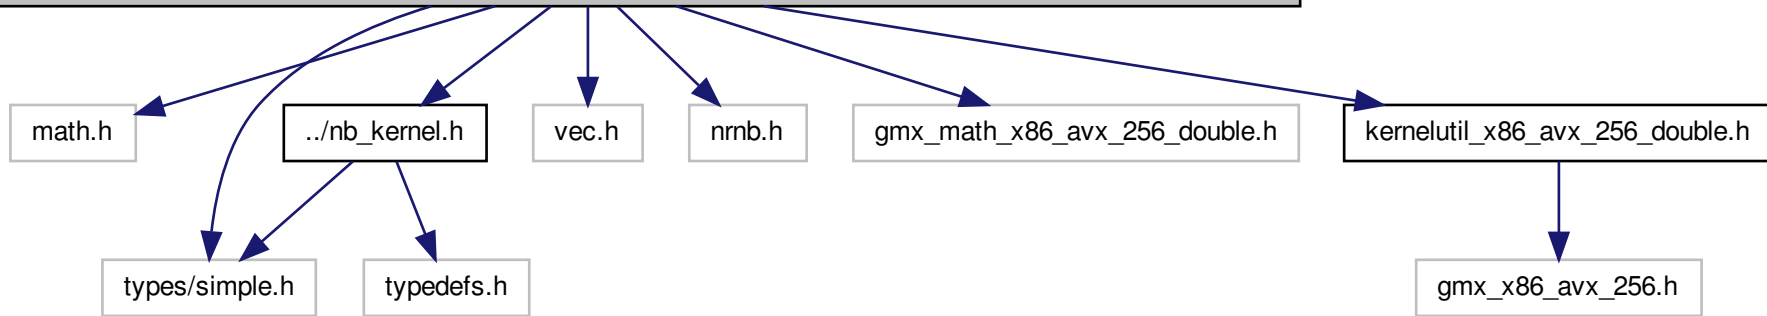 math.h
../nb_kernel.h
vec.h
nrnb.h
gmx_math_x86_avx_256_double.h
kernelutil_x86_avx_256_double.h
types/simple.h
typedefs.h
gmx_x86_avx_256.h